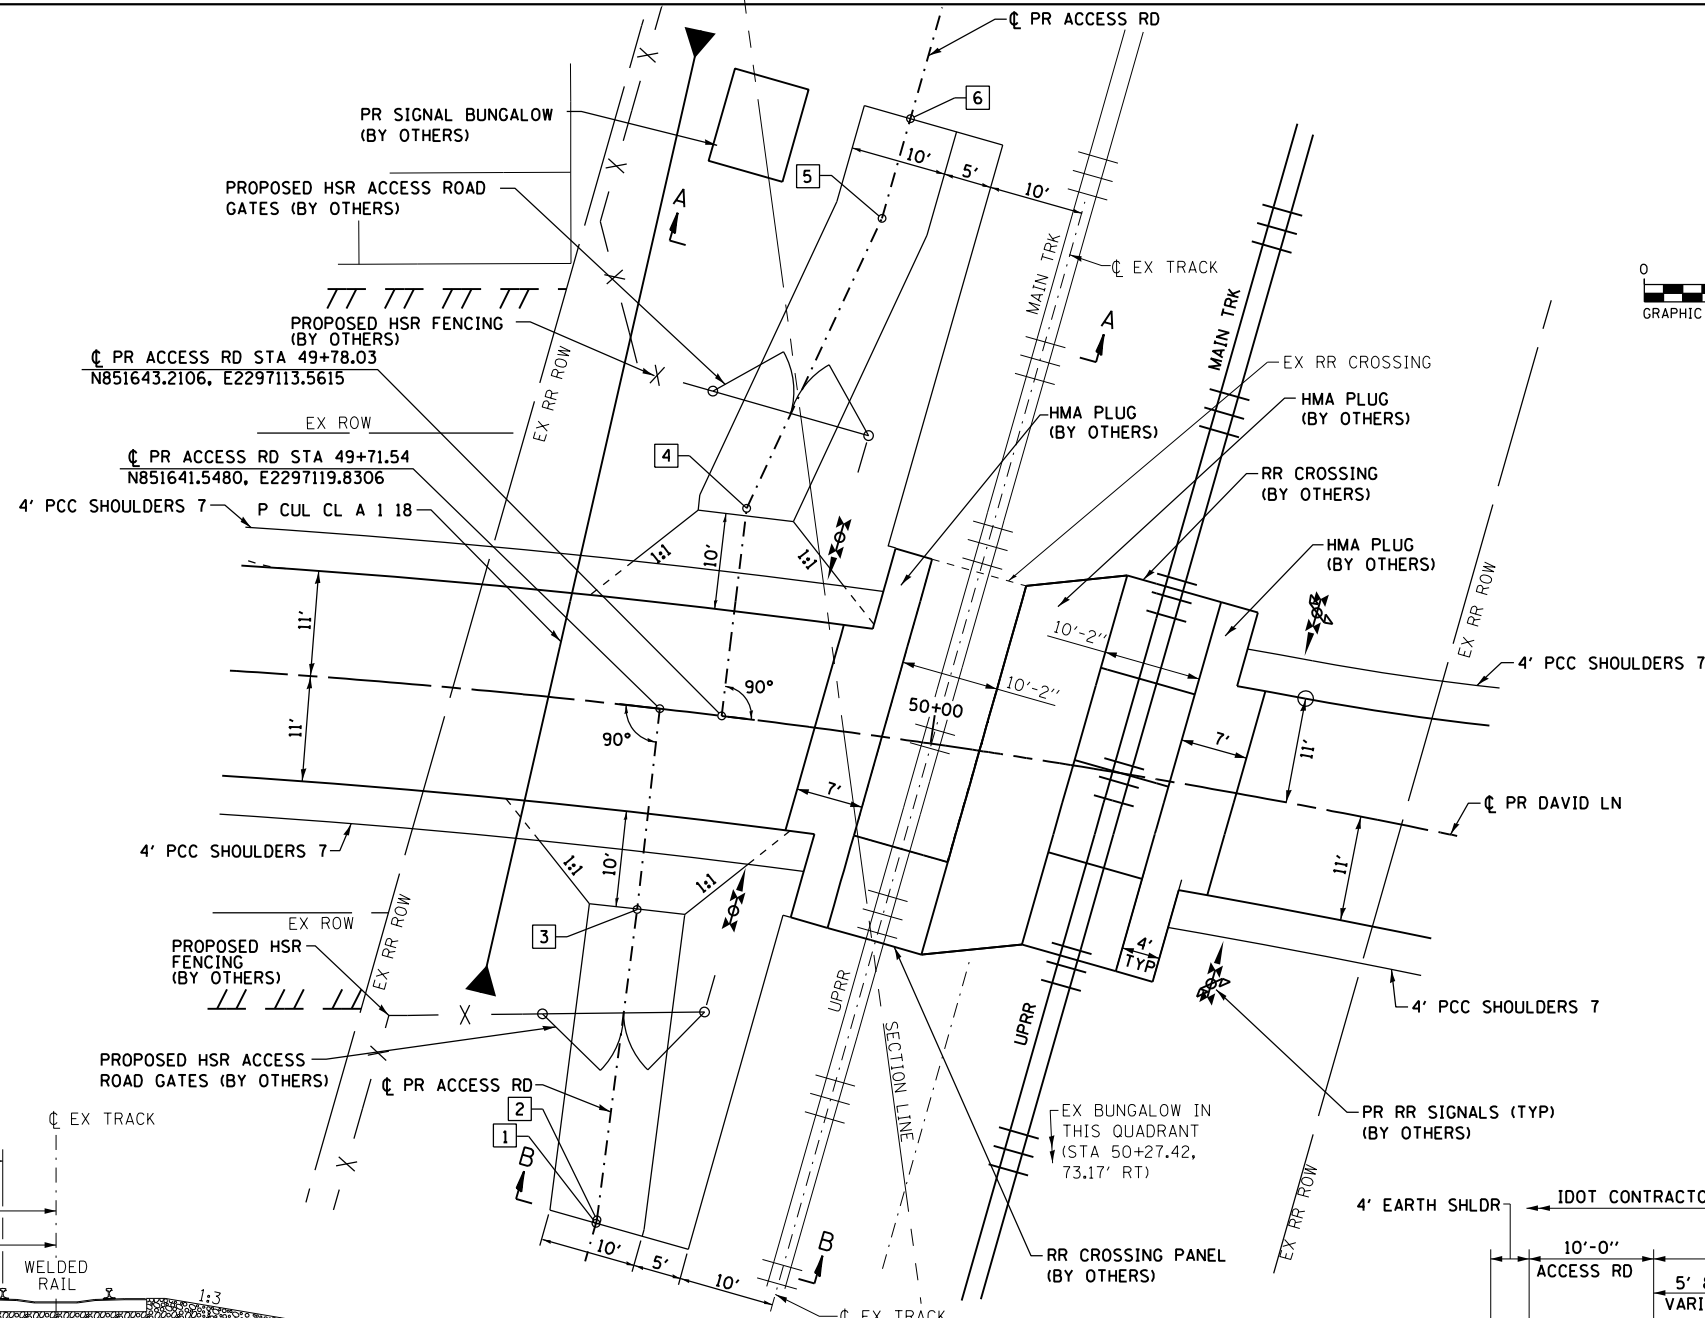 ℄ PR ACCESS RD
6
PR SIGNAL BUNGALOW
(BY OTHERS)
10'
5'
10'
5
PROPOSED HSR ACCESS ROAD
GATES (BY OTHERS)
A
MAIN TRK
℄ EX TRACK
0
GRAPHIC
MAIN TRK
PROPOSED HSR FENCING
(BY OTHERS)
A
℄ PR ACCESS RD STA 49+78.03
N851643.2106, E2297113.5615
EX RR ROW
EX RR CROSSING
HMA PLUG
(BY OTHERS)
HMA PLUG
(BY OTHERS)
EX ROW
4
℄ PR ACCESS RD STA 49+71.54
N851641.5480, E2297119.8306
RR CROSSING
(BY OTHERS)
4' PCC SHOULDERS 7
P CUL CL A 1 18
1:1
10'
1:1
HMA PLUG
(BY OTHERS)
EX RR ROW
11'
10'-2"
4' PCC SHOULDERS 7
90°
10'-2"
50+00
11'
90°
7'
11'
7'
℄ PR DAVID LN
4' PCC SHOULDERS 7
1:1
10'
1:1
11'
EX ROW
EX RR ROW
3
PROPOSED HSR
FENCING
(BY OTHERS)
4'
TYP
UPRR
UPRR
4' PCC SHOULDERS 7
SECTION LINE
PROPOSED HSR ACCESS
ROAD GATES (BY OTHERS)
℄ PR ACCESS RD
2
1
℄ EX TRACK
EX BUNGALOW IN
THIS QUADRANT
(STA 50+27.42,
73.17' RT)
PR RR SIGNALS (TYP)
(BY OTHERS)
B
EX RR ROW
4' EARTH SHLDR
IDOT CONTRACTO
B
10'
5'
10'
RR CROSSING PANEL
(BY OTHERS)
10'-0"
ACCESS RD
WELDED
RAIL
1:3
5'
VARI
℄ EX TRACK